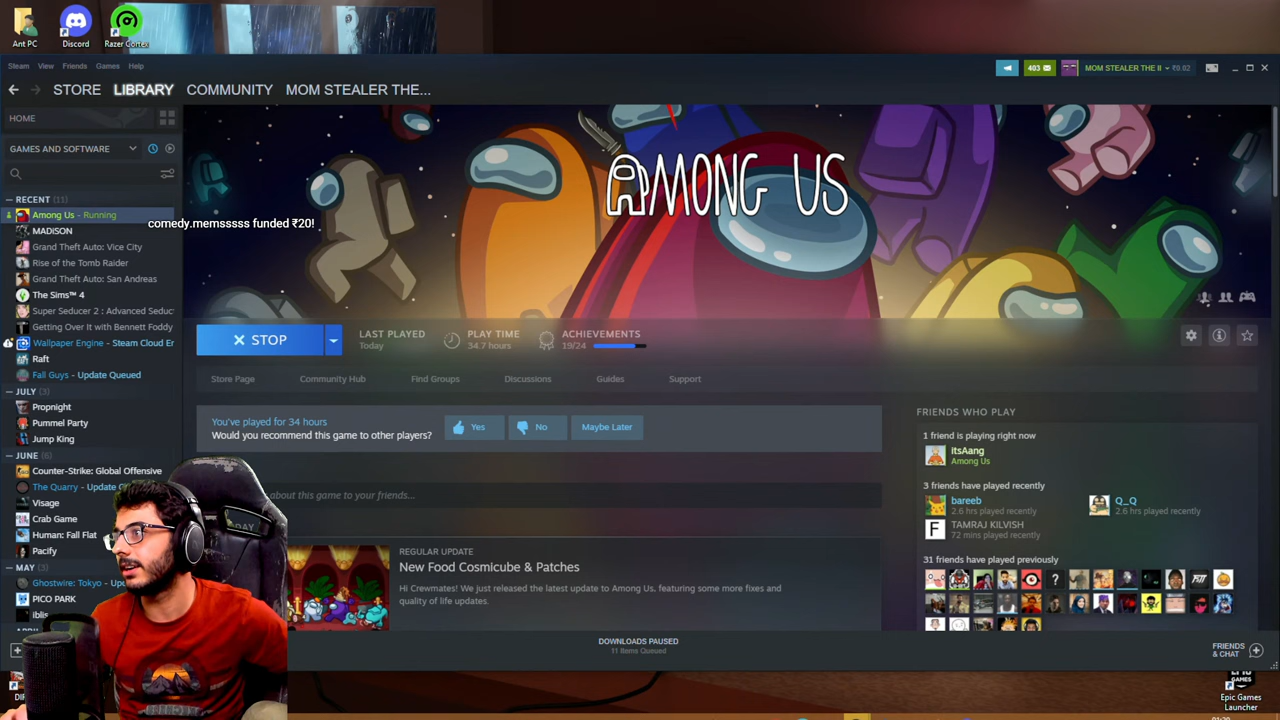 Ant PC
Discord
Razer Cortex
Steam View Friends Games Help
403
MOM STEALER THE II ₹0.82
STORE LIBRARY COMMUNITY MOM STEALER THE...
HOME
GAMES AND SOFTWARE
RECENT (11)
Among Us - Running
comedy.memsssss funded ₹20!
MADISON
Grand Theft Auto: Vice City
Rise of the Tomb Raider
Grand Theft Auto: San Andreas
The Sims™ 4
Super Seducer 2 : Advanced Seduc
Getting Over It with Bennett Foddy
Wallpaper Engine - Steam Cloud Er
Raft
Fall Guys - Update Queued
JULY (3)
Propnight
Pummel Party
Jump King
JUNE (8)
Counter-Strike: Global Offensive
The Quarry - Update
Visage
Crab Game
Human: Fall Flat
Pacify
MAY (3)
Ghostwire: Tokyo - Up
PICO PARK
iblis
AMONG US
STOP
LAST PLAYED
Today
PLAY TIME
34.7 hours
ACHIEVEMENTS
19/24
Store Page Community Hub Find Groups Discussions Guides Support
You've played for 34 hours
Would you recommend this game to other players?
Yes No Maybe Later
about this game to your friends...
DAY
REGULAR UPDATE
New Food Cosmicube & Patches
Hi Crewmates! We just released the latest update to Among Us, featuring some more fixes and
quality of life updates.
FRIENDS WHO PLAY
1 friend is playing right now
itsAang
Among Us
3 friends have played recently
bareeb
2.6 hrs played recently
Q_Q
2.6 hrs played recently
F
TAMRAJ KILVISH
72 mins played recently
31 friends have played previously
DOWNLOADS PAUSED
11 Items Queued
FRIENDS
& CHAT
Epic Games
Launcher